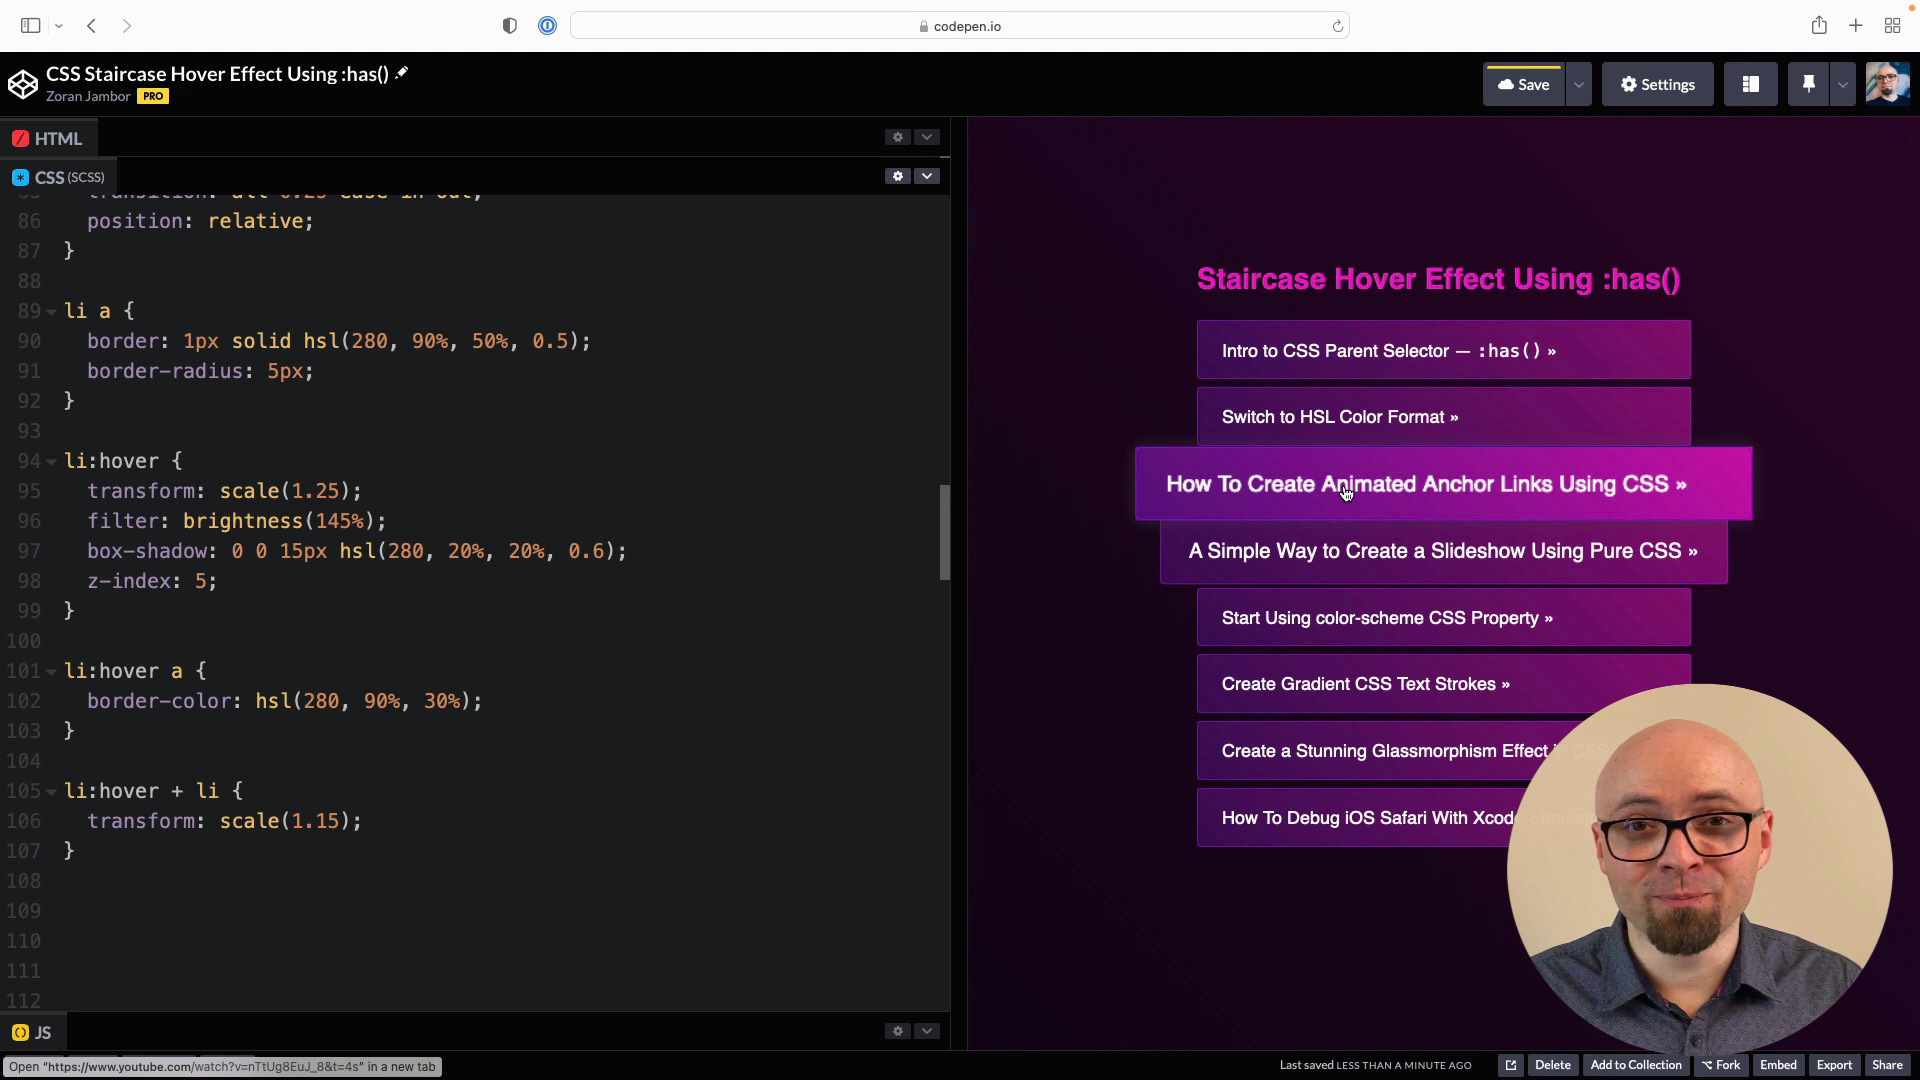 codepen.io
CSS Staircase Hover Effect Using :has()
Zoran Jambor PRO
Save
Settings
HTML
CSS (SCSS)
86 position: relative;
87 }
88
89 li a {
90 border: 1px solid hsl(280, 90%, 50%, 0.5);
91 border-radius: 5px;
92 }
93
94 li:hover {
95 transform: scale(1.25);
96 filter: brightness(145%);
97 box-shadow: 0 0 15px hsl(280, 20%, 20%, 0.6);
98 z-index: 5;
99 }
100
101 li:hover a {
102 border-color: hsl(280, 90%, 30%);
103 }
104
105 li:hover + li {
106 transform: scale(1.15);
107 }
108
109
110
111
112
JS
Staircase Hover Effect Using :has()
Intro to CSS Parent Selector — :has() »
Switch to HSL Color Format »
How To Create Animated Anchor Links Using CSS »
A Simple Way to Create a Slideshow Using Pure CSS »
Start Using color-scheme CSS Property »
Create Gradient CSS Text Strokes »
Create a Stunning Glassmorphism Effect
How To Debug iOS Safari With Xcode
Open "https://www.youtube.com/watch?v=nTtUg8EuJ_8&t=4s" in a new tab
Last saved LESS THAN A MINUTE AGO
Delete
Add to Collection
Fork
Embed
Export
Share